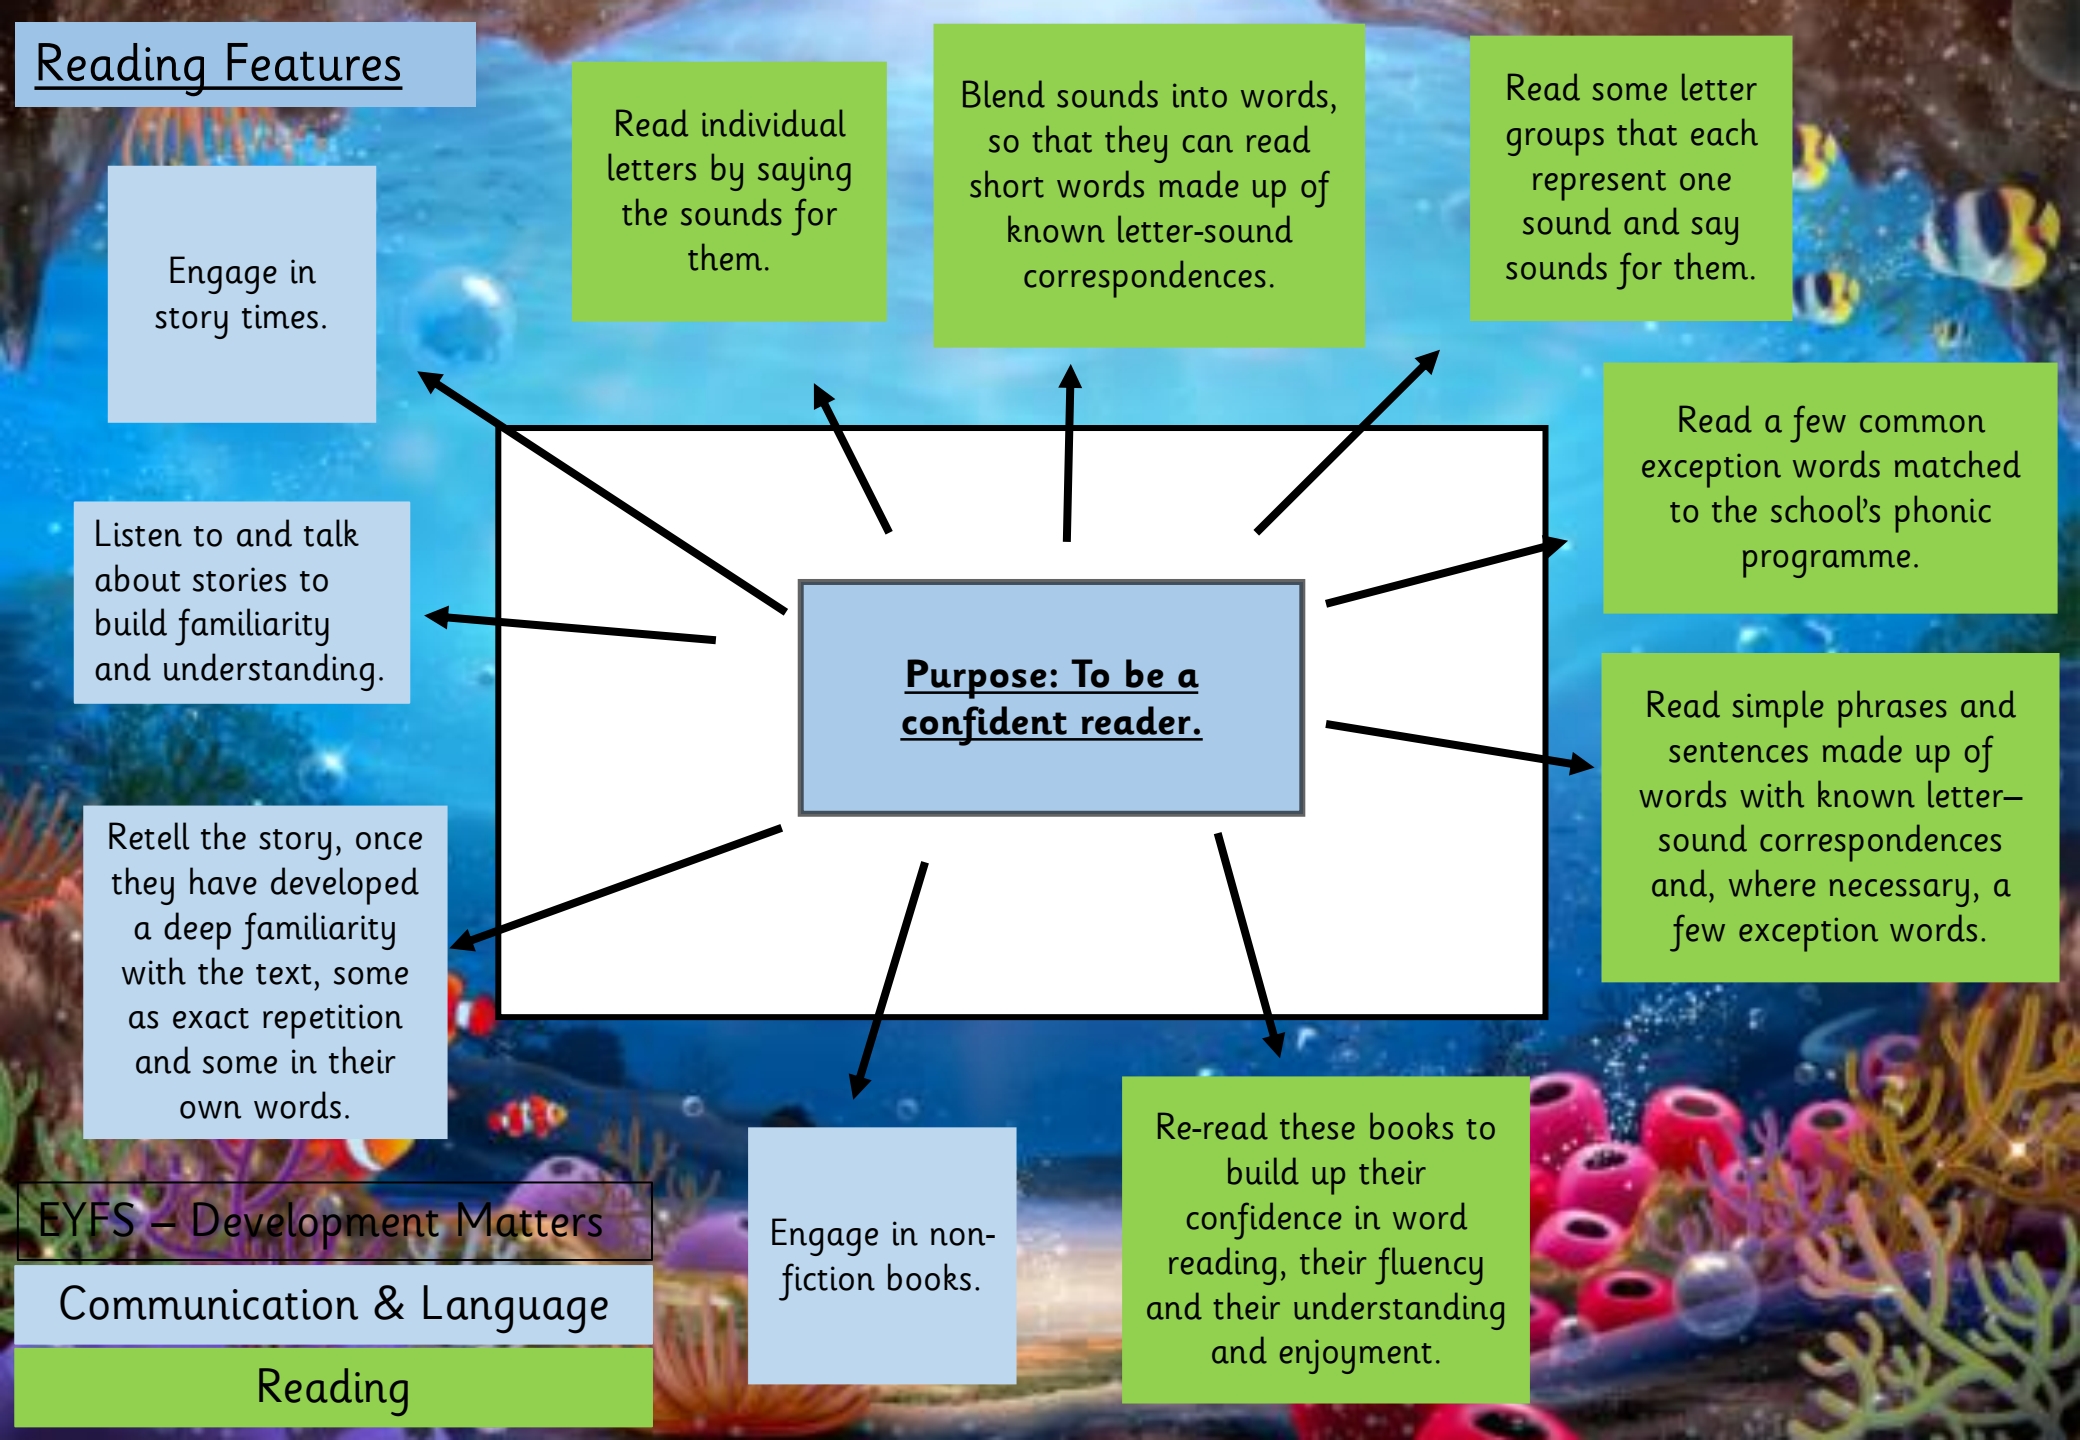 Reading Features
Read individual
letters by saying
the sounds for
them.
Blend sounds into words,
so that they can read
short words made up of
known letter-sound
correspondences.
Read some letter
groups that each
represent one
sound and say
sounds for them.
Engage in
story times.
Read a few common
exception words matched
to the school’s phonic
programme.
Listen to and talk
about stories to
build familiarity
and understanding.
Purpose: To be a
confident reader.
Read simple phrases and
sentences made up of
words with known letter–
sound correspondences
and, where necessary, a
few exception words.
Retell the story, once
they have developed
a deep familiarity
with the text, some
as exact repetition
and some in their
own words.
Engage in non-
fiction books.
Re-read these books to
build up their
confidence in word
reading, their fluency
and their understanding
and enjoyment.
EYFS – Development Matters
Communication & Language
Reading